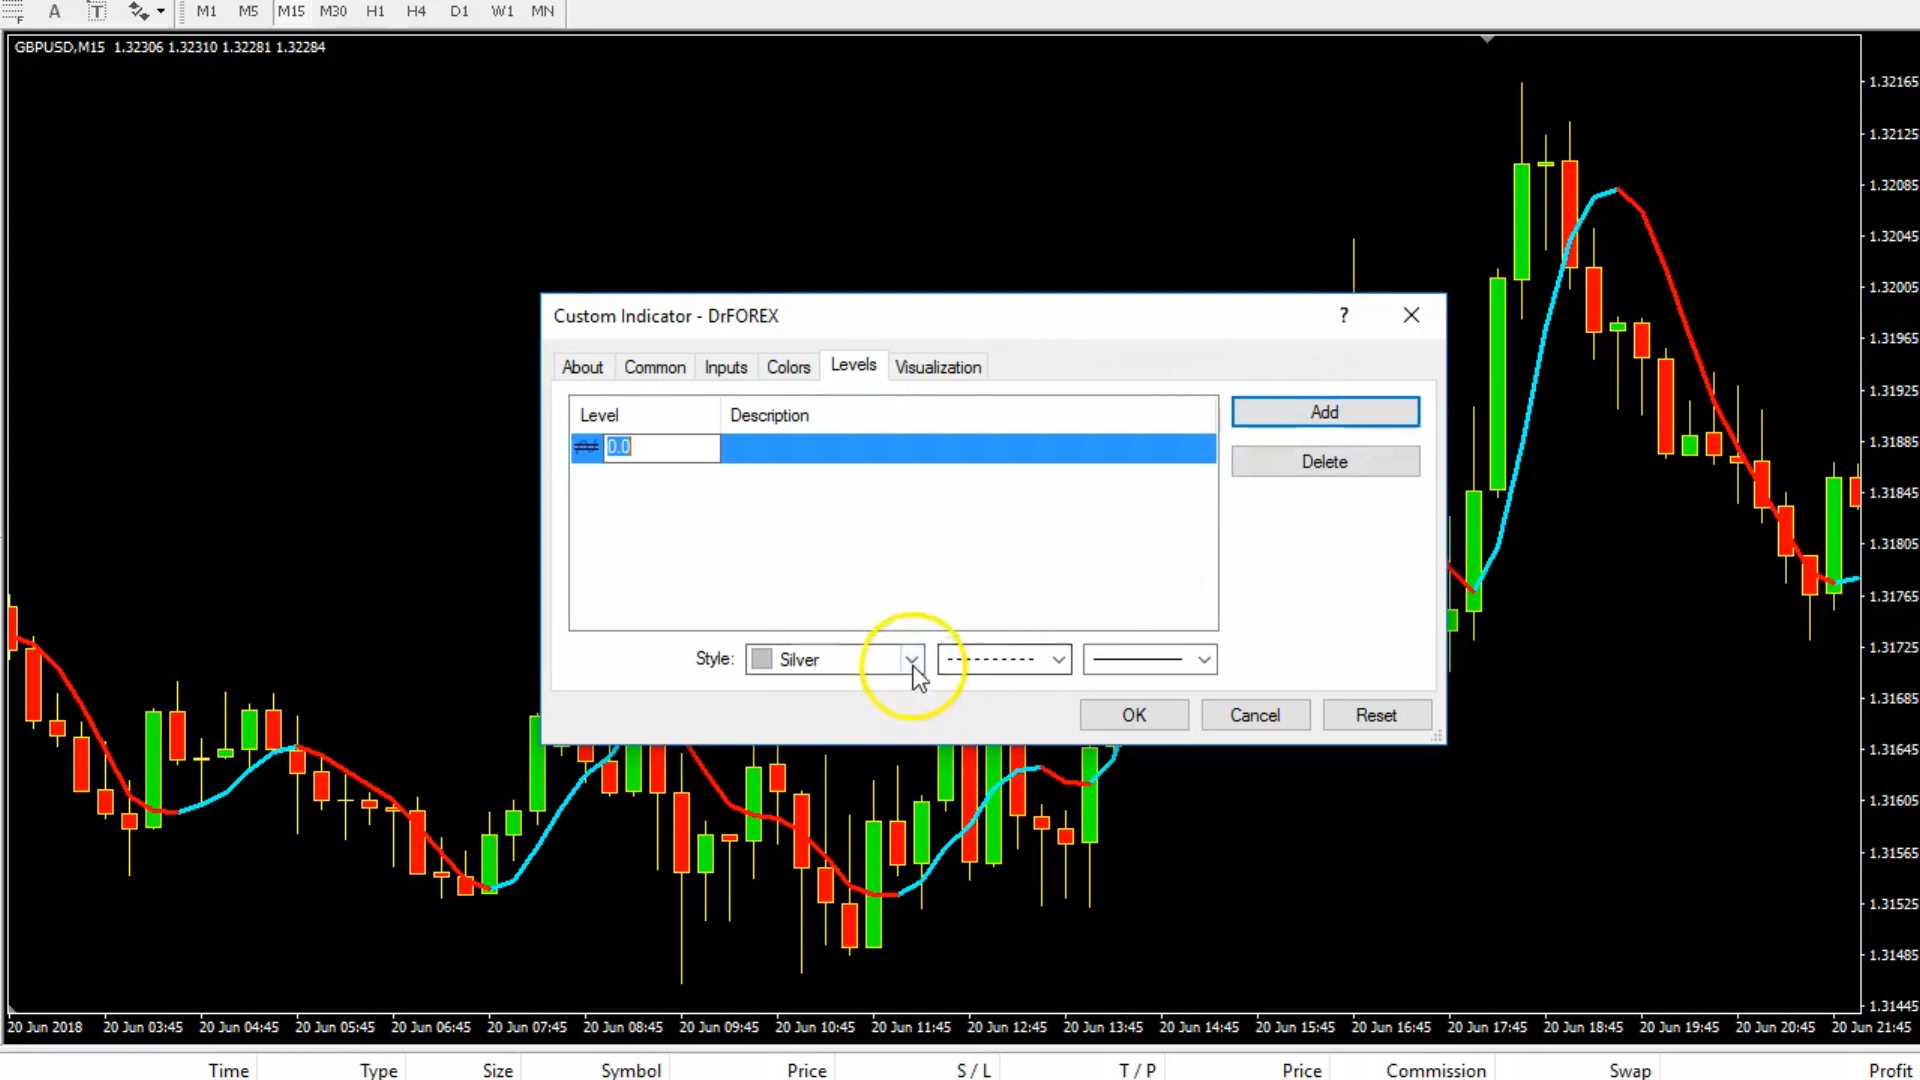 F A T M1 M5 M15 M30 H1 H4 D1 W1 MN
GBPUSD,M15 1.32306 1.32310 1.32281 1.32284
1.32165
1.32125
1.32085
1.32045
1.32005
1.31965
1.31925
1.31885
1.31845
1.31805
1.31765
1.31725
1.31685
1.31645
1.31605
1.31565
1.31525
1.31485
1.31445
Custom Indicator - DrFOREX ?
About Common Inputs Colors Levels Visualization
Level Description
0.0
Add
Delete
Style: Silver
OK Cancel Reset
20 Jun 2018 20 Jun 03:45 20 Jun 04:45 20 Jun 05:45 20 Jun 06:45 20 Jun 07:45 20 Jun 08:45 20 Jun 09:45 20 Jun 10:45 20 Jun 11:45 20 Jun 12:45 20 Jun 13:45 20 Jun 14:45 20 Jun 15:45 20 Jun 16:45 20 Jun 17:45 20 Jun 18:45 20 Jun 19:45 20 Jun 20:45 20 Jun 21:45
Time Type Size Symbol Price S / L T / P Price Commission Swap Profit